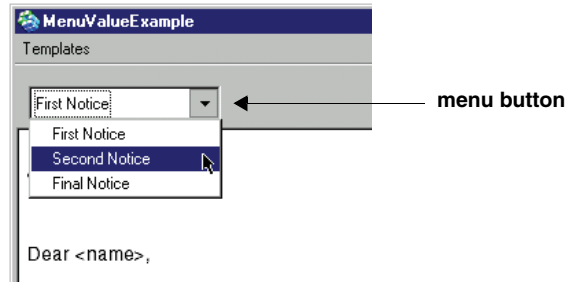 MenuValueExample
Templates
First Notice
menu button
First Notice
Second Notice
Final Notice
Dear <name>,